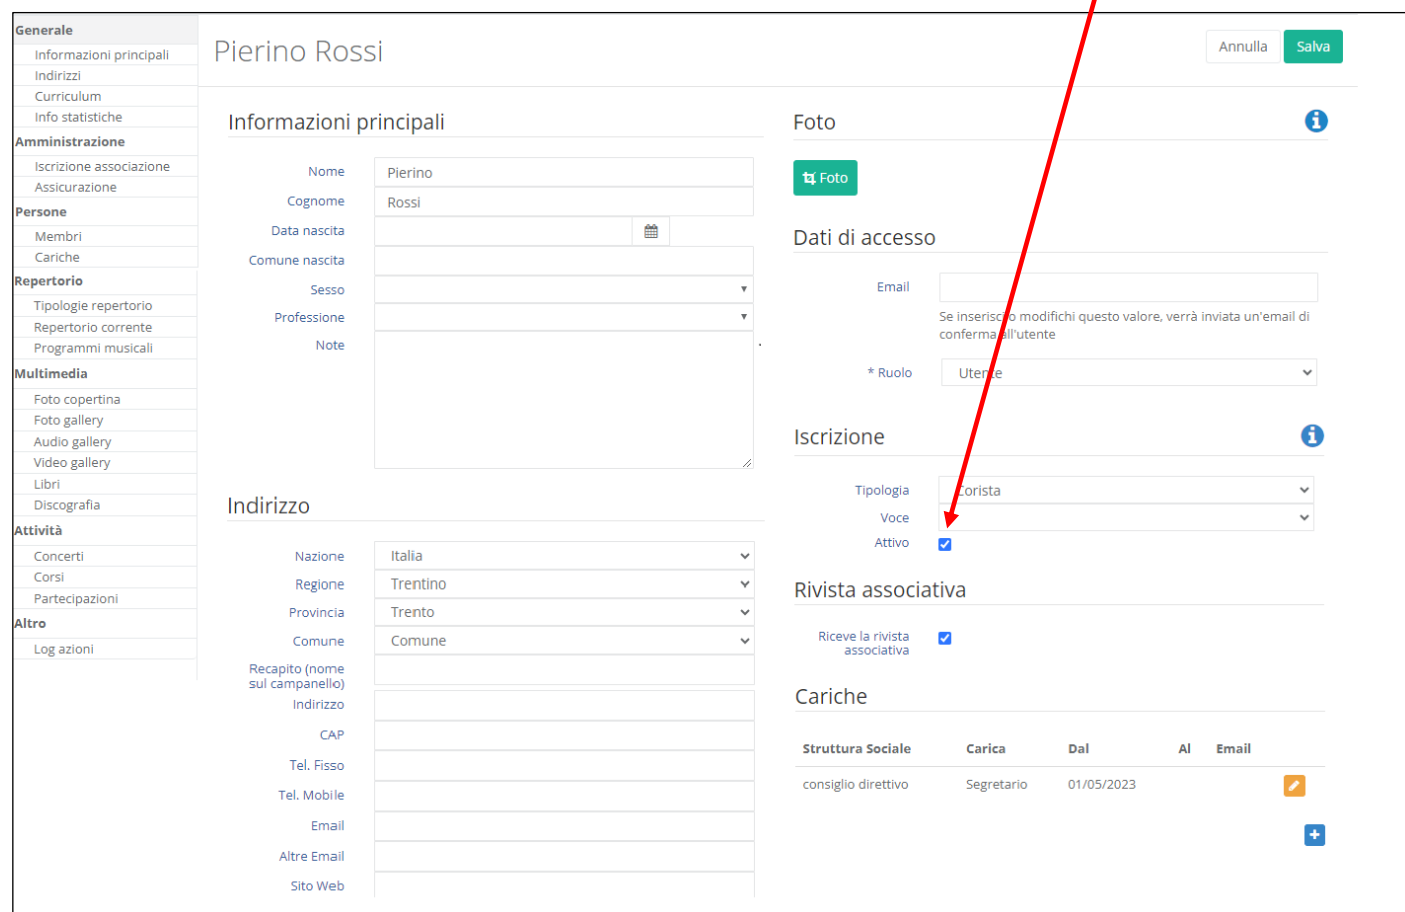 Generale
Informazioni principali
Indirizzi
Curriculum
Info statistiche
Amministrazione
Iscrizione associazione
Assicurazione
Persone
Membri
Cariche
Repertorio
Tipologie repertorio
Repertorio corrente
Programmi musicali
Multimedia
Foto copertina
Foto gallery
Audio gallery
Video gallery
Libri
Discografia
Attività
Concerti
Corsi
Partecipazioni
Altro
Log azioni
Pierino Rossi
Annulla Salva
Informazioni principali
Nome Pierino
Cognome Rossi
Data nascita
Comune nascita
Sesso
Professione
Note
Indirizzo
Nazione Italia
Regione Trentino
Provincia Trento
Comune Comune
Recapito (nome
sul campanello)
Indirizzo
CAP
Tel. Fisso
Tel. Mobile
Email
Altre Email
Sito Web
Foto
Foto
Dati di accesso
Email
Se inserisci o modifichi questo valore, verrà inviata un'email di
conferma all'utente
* Ruolo Utente
Iscrizione
Tipologia Corista
Voce
Attivo
Rivista associativa
Riceve la rivista
associativa
Cariche
Struttura Sociale Carica Dal Al Email
consiglio direttivo Segretario 01/05/2023